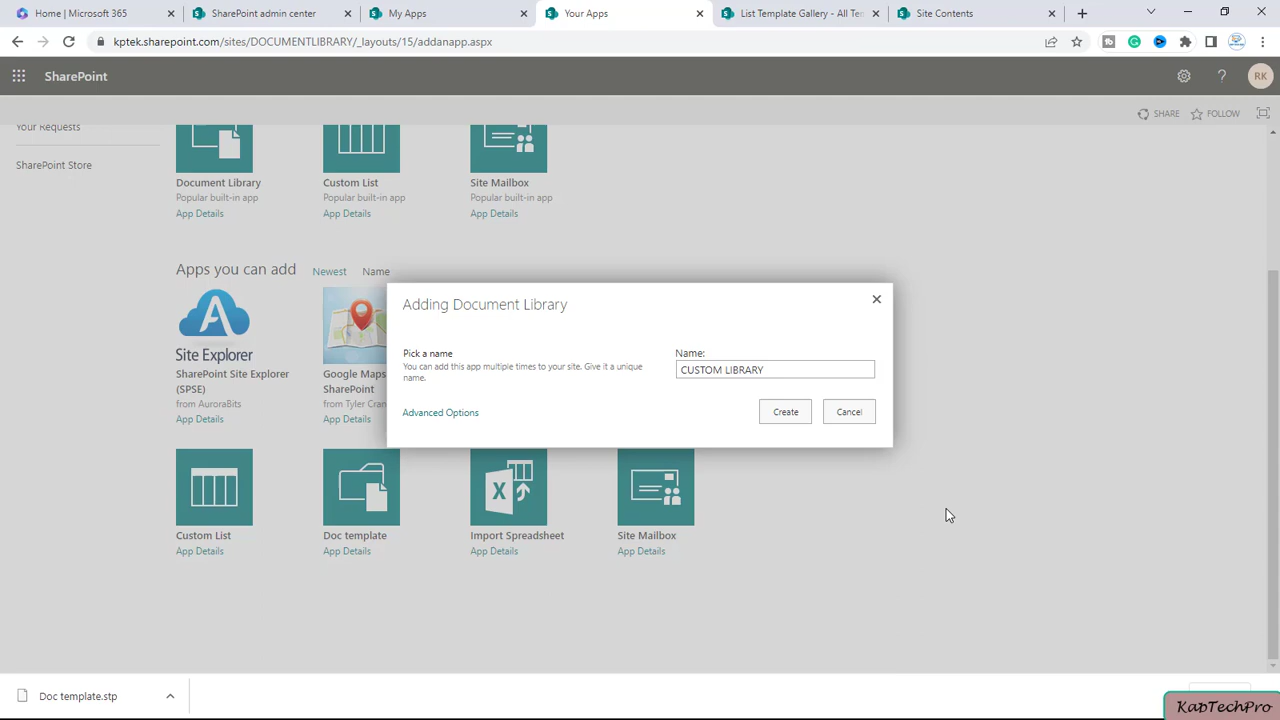 Home | Microsoft 365
SharePoint admin center
My Apps
Your Apps
List Template Gallery - All Ten
Site Contents
kptek.sharepoint.com/sites/DOCUMENTLIBRARY/_layouts/15/addanapp.aspx
SharePoint
RK
SHARE
FOLLOW
Your Requests
SharePoint Store
Document Library
Popular built-in app
App Details
Custom List
Popular built-in app
App Details
Site Mailbox
Popular built-in app
App Details
Apps you can add
Newest
Name
Site Explorer
SharePoint Site Explorer
(SPSE)
from AuroraBits
App Details
Google Maps
SharePoint
from Tyler Cran
App Details
Adding Document Library
Pick a name
You can add this app multiple times to your site. Give it a unique
name.
Name:
CUSTOM LIBRARY
Advanced Options
Create
Cancel
Custom List
App Details
Doc template
App Details
Import Spreadsheet
App Details
Site Mailbox
App Details
Doc template.stp
KapTechPro